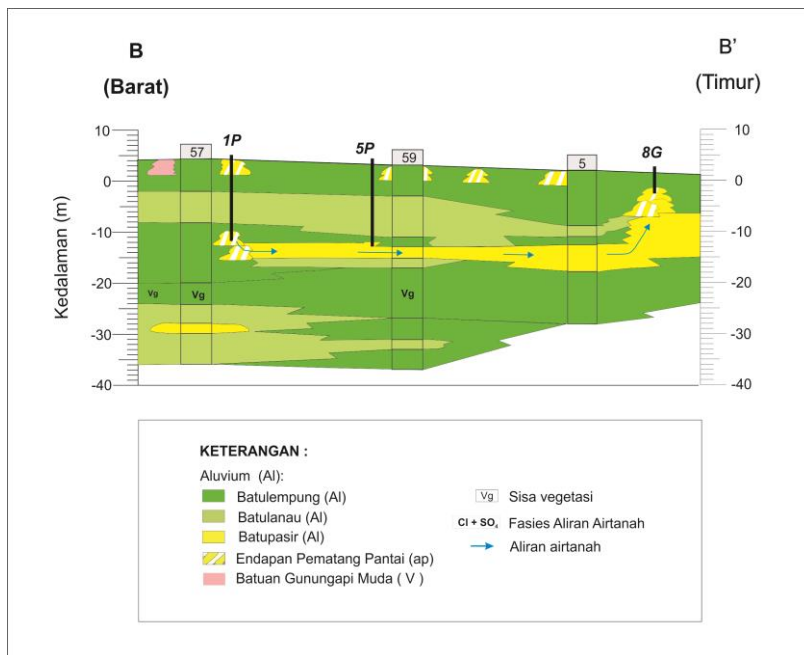 B
(Barat)
B'
(Timur)
10
0
-10
-20
-30
-40
Kedalaman (m)
57
1P
5P
59
5
8G
Vg
Vg
Vg
10
0
-10
-20
-30
-40
KETERANGAN :
Aluvium (Al):
Batulempung (Al)
Batulanau (Al)
Batupasir (Al)
Endapan Pematang Pantai (ap)
Batuan Gunungapi Muda ( V )
Vg Sisa vegetasi
Cl + SO₄ Fasies Aliran Airtanah
Aliran airtanah